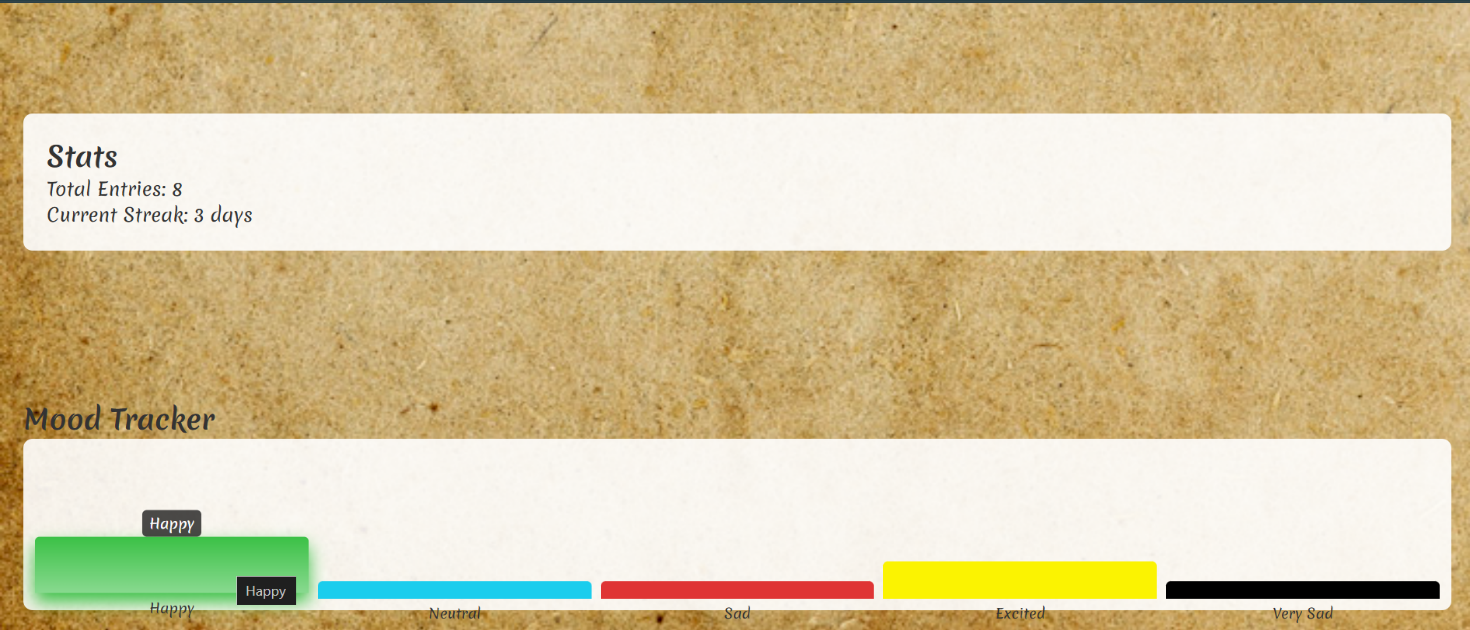 Stats
Total Entries: 8
Current Streak: 3 days
Mood Tracker
Happy
Happy
Happy
Neutral
Sad
Excited
Very Sad